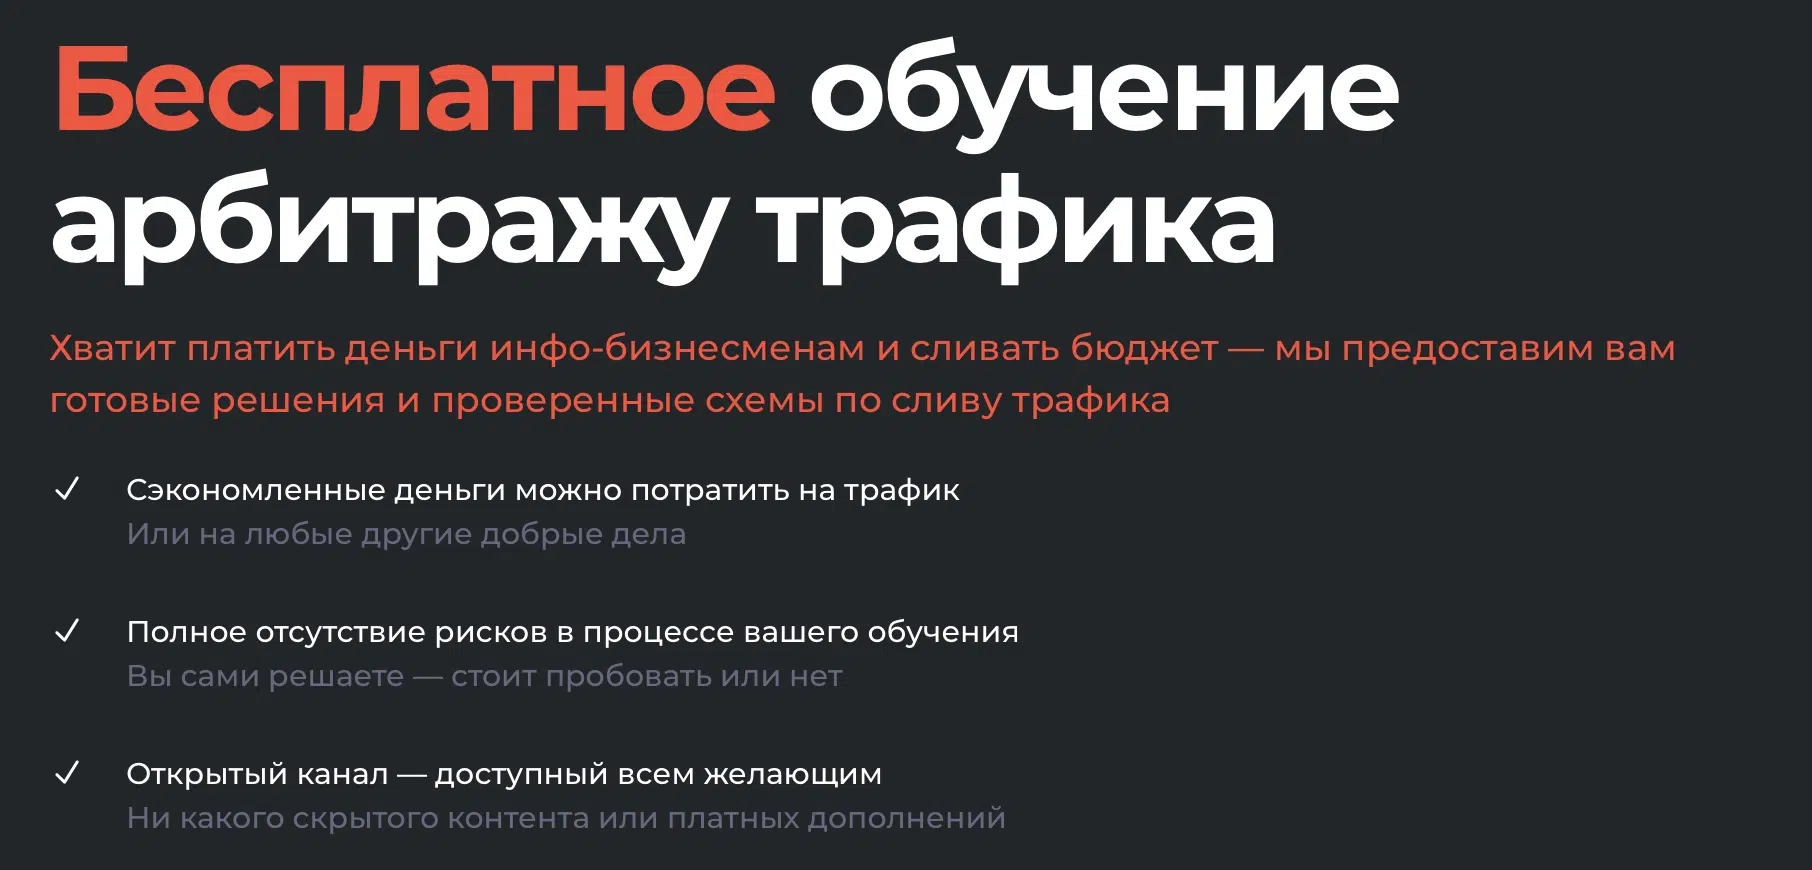 Бесплатное обучение
арбитражу трафика
Хватит платить деньги инфо-бизнесменам и сливать бюджет — мы предоставим вам
готовые решения и проверенные схемы по сливу трафика
Сэкономленные деньги можно потратить на трафик
Или на любые другие добрые дела
Полное отсутствие рисков в процессе вашего обучения
Вы сами решаете — стоит пробовать или нет
Открытый канал — доступный всем желающим
Ни какого скрытого контента или платных дополнений